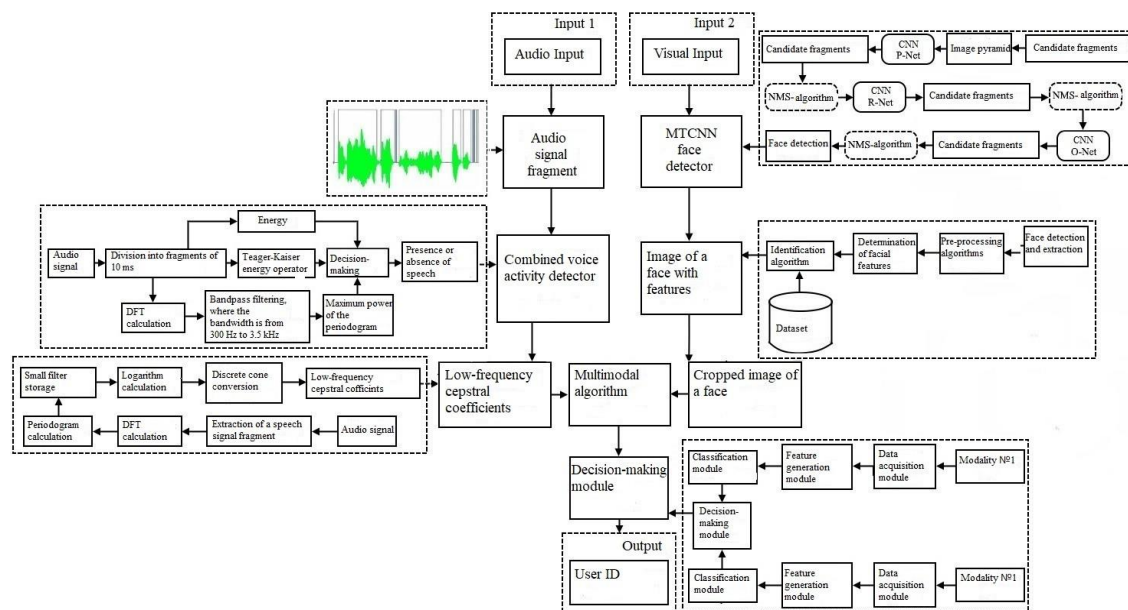 Input 1
Audio Input
Input 2
Visual Input
Candidate fragments
CNN
P-Net
Image pyramid
Candidate fragments
NMS-algorithm
CNN
R-Net
Candidate fragments
NMS- algorithm
Face detection
NMS-algorithm
Candidate fragments
CNN
O-Net
Audio
signal
fragment
MTCNN
face
detector
Energy
Audio
signal
Division into fragments of
10 ms
Teager-Kaiser
energy operator
Decision-
making
Presence or
absence of
speech
DFT
calculation
Bandpass filtering,
where the
bandwidth is from
300 Hz to 3.5 kHz
Maximum power
of the
periodogram
Combined voice
activity detector
Image of a
face with
features
Identification
algorithm
Determination
of facial
features
Pre-processing
algorithms
Face detection
and extraction
Dataset
Small filter
storage
Logarithm
calculation
Discrete cone
conversion
Low-frequency
cepstral cofficints
Periodogram
calculation
DFT
calculation
Extraction of a speech
signal fragment
Audio signal
Low-frequency
cepstral
coefficients
Multimodal
algorithm
Cropped image of
a face
Decision-making
module
Classification
module
Feature
generation
module
Data
acquisition
module
Modality №1
Decision-
making
module
Classification
module
Feature
generation
module
Data
acquisition
module
Modality №1
Output
User ID